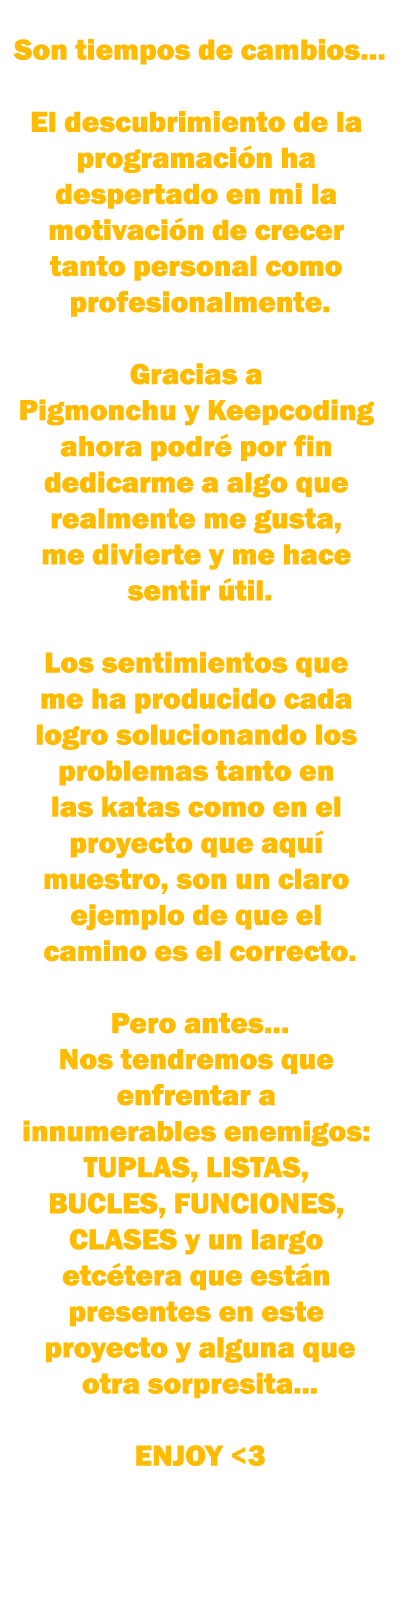 Son tiempos de cambios...
El descubrimiento de la
programación ha
despertado en mi la
motivación de crecer
tanto personal como
profesionalmente.
Gracias a
Pigmonchu y Keepcoding
ahora podré por fin
dedicarme a algo que
realmente me gusta,
me divierte y me hace
sentir útil.
Los sentimientos que
me ha producido cada
logro solucionando los
problemas tanto en
las katas como en el
proyecto que aquí
muestro, son un claro
ejemplo de que el
camino es el correcto.
Pero antes...
Nos tendremos que
enfrentar a
innumerables enemigos:
TUPLAS, LISTAS,
BUCLES, FUNCIONES,
CLASES y un largo
etcétera que están
presentes en este
proyecto y alguna que
otra sorpresita...
ENJOY <3